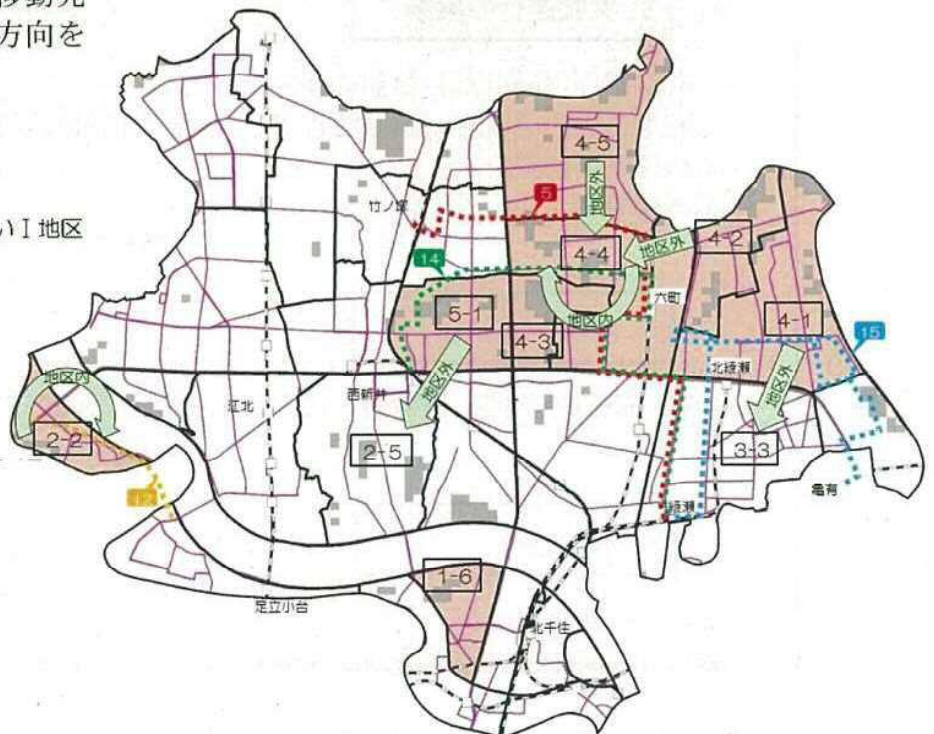 移動先
方向を
いⅠ地区
4-5
地区外
5
竹ノ塚
4-4
地区外
4-2
14
六町
5-1
地区内
4-3
4-1
15
地区外
北綾瀬
地区外
地区内
江北
西新井
2-2
2-5
3-3
12
亀有
綾瀬
1-6
足立小台
北千住